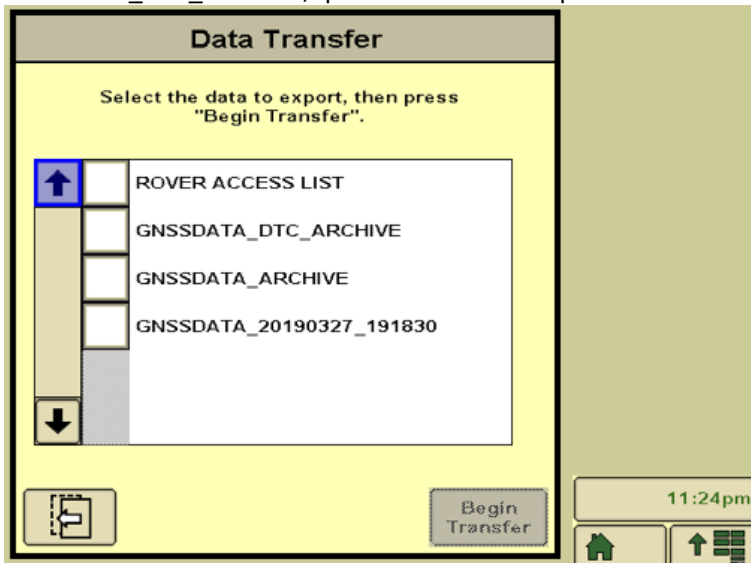 Data Transfer
Select the data to export, then press
"Begin Transfer".
ROVER ACCESS LIST
GNSSDATA_DTC_ARCHIVE
GNSSDATA_ARCHIVE
GNSSDATA_20190327_191830
Begin
Transfer
11:24pm